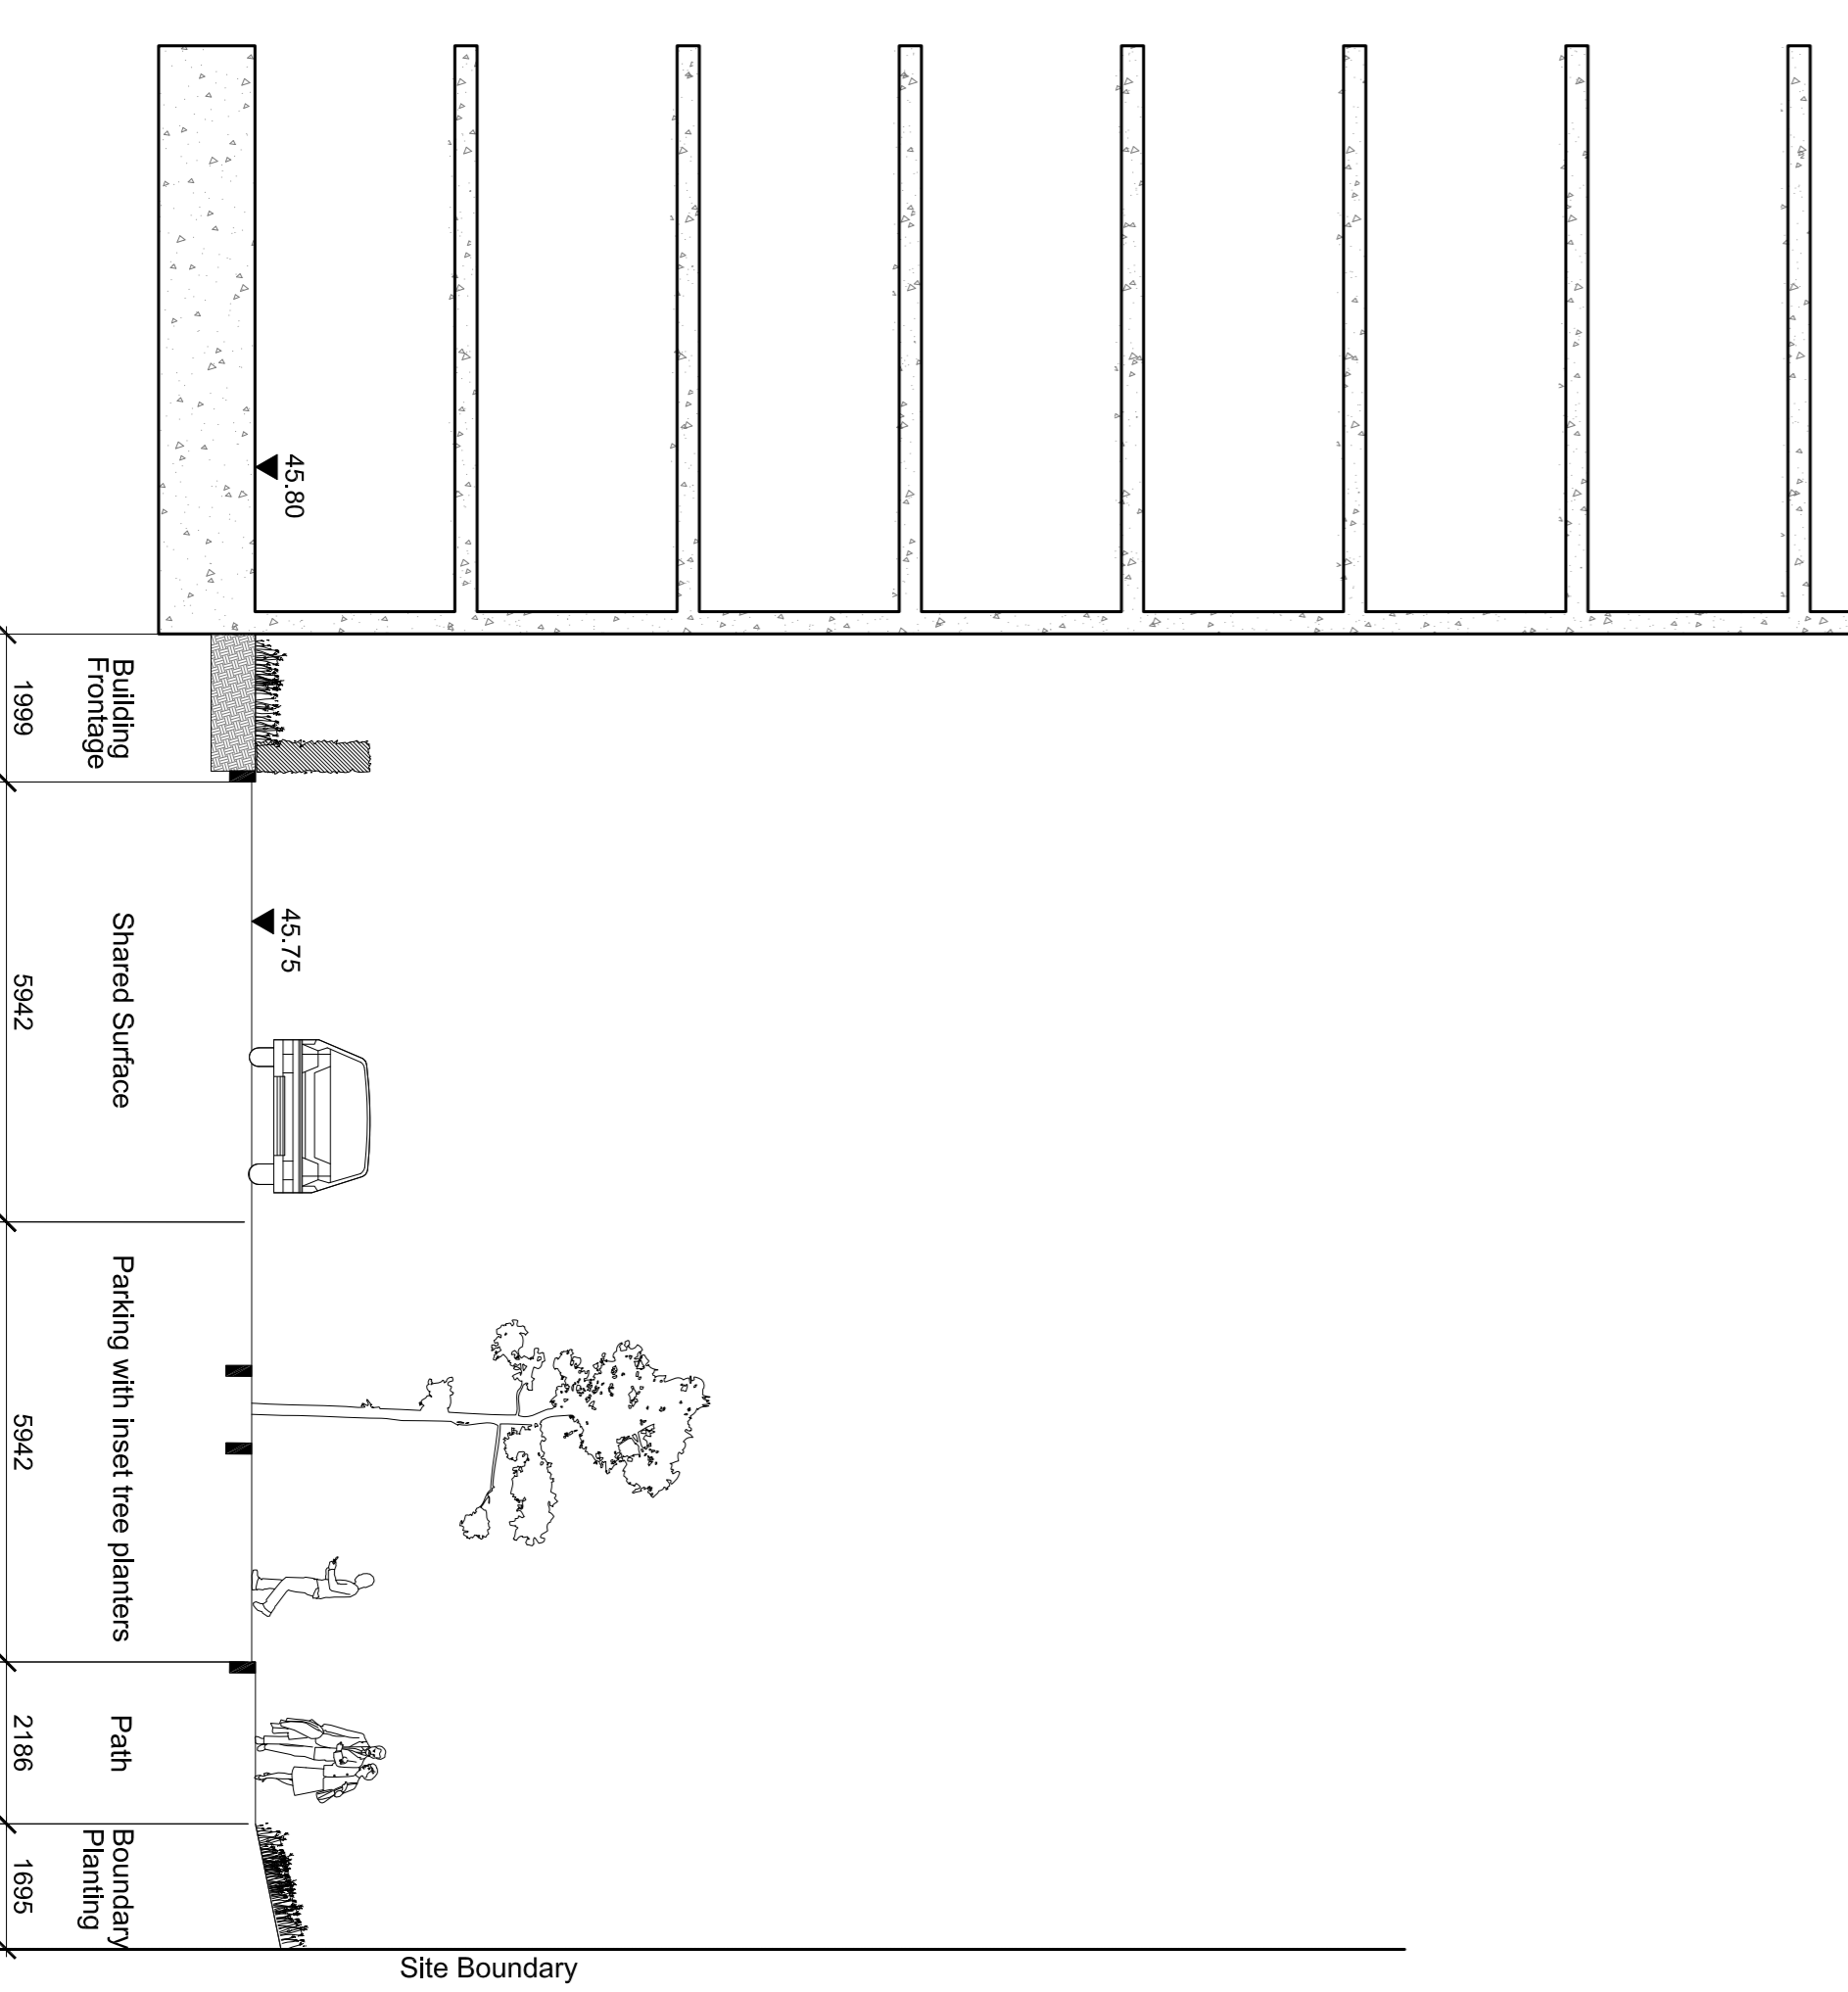 45.80
45.75
Building
Frontage
Shared Surface
Parking with inset tree planters
Path
Boundary
Planting
1999
5942
5942
2186
1695
Site Boundary